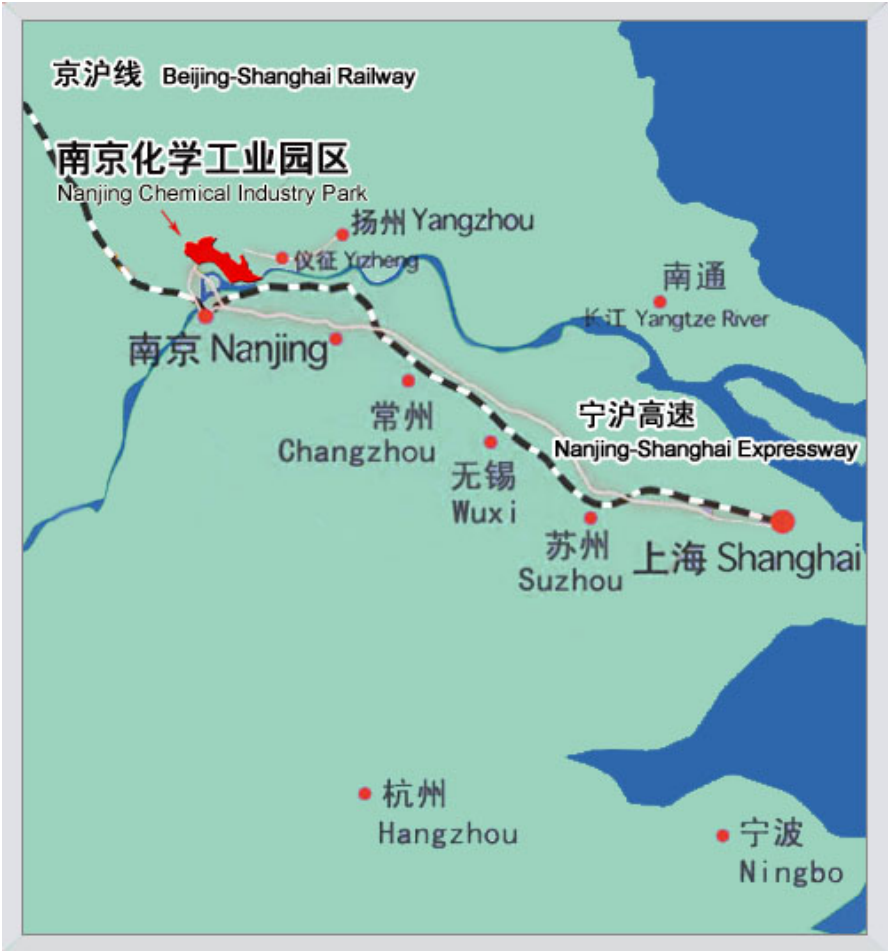 京沪线 Beijing-Shanghai Railway
南京化学工业园区
Nanjing Chemical Industry Park
扬州 Yangzhou
仪征 Yizheng
南通
长江 Yangtze River
南京 Nanjing
常州
Changzhou
宁沪高速
Nanjing-Shanghai Expressway
无锡
Wuxi
苏州
Suzhou
上海 Shanghai
杭州
Hangzhou
宁波
Ningbo